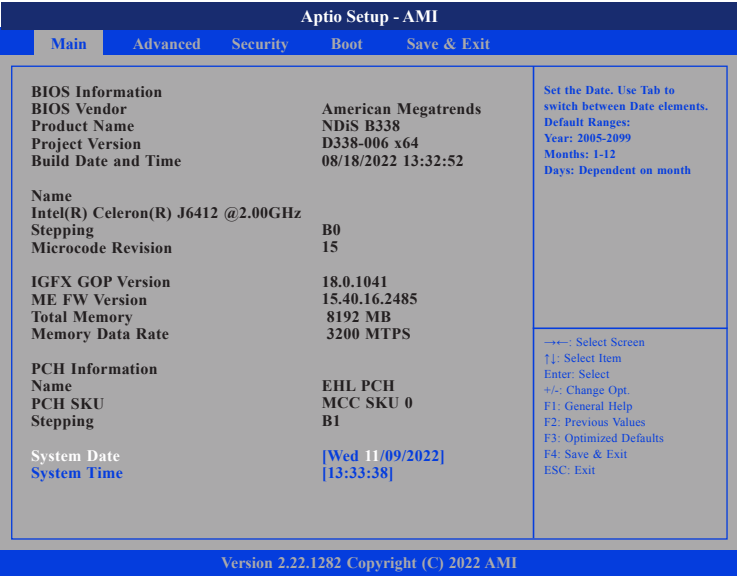 Aptio Setup - AMI
Main Advanced Security Boot Save & Exit
BIOS Information
BIOS Vendor American Megatrends
Product Name NDiS B338
Project Version D338-006 x64
Build Date and Time 08/18/2022 13:32:52
Name
Intel(R) Celeron(R) J6412 @2.00GHz
Stepping B0
Microcode Revision 15
IGFX GOP Version 18.0.1041
ME FW Version 15.40.16.2485
Total Memory 8192 MB
Memory Data Rate 3200 MTPS
PCH Information
Name EHL PCH
PCH SKU MCC SKU 0
Stepping B1
System Date [Wed 11/09/2022]
System Time [13:33:38]
Set the Date. Use Tab to
switch between Date elements.
Default Ranges:
Year: 2005-2099
Months: 1-12
Days: Dependent on month
→←: Select Screen
↑↓: Select Item
Enter: Select
+/-: Change Opt.
F1: General Help
F2: Previous Values
F3: Optimized Defaults
F4: Save & Exit
ESC: Exit
Version 2.22.1282 Copyright (C) 2022 AMI